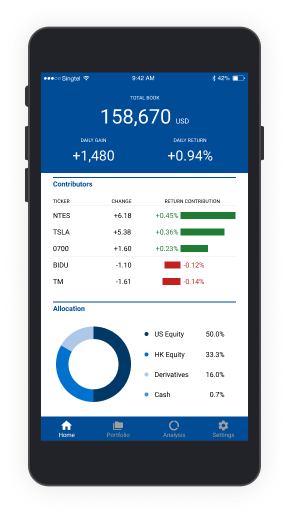 Singtel 9:42 AM 42%
TOTAL BOOK
158,670 USD
DAILY GAIN DAILY RETURN
+1,480 +0.94%
Contributors
TICKER CHANGE RETURN CONTRIBUTION
NTES +6.18 +0.45%
TSLA +5.38 +0.36%
0700 +1.60 +0.23%
BIDU -1.10 -0.12%
TM -1.61 -0.14%
Allocation
US Equity 50.0%
HK Equity 33.3%
Derivatives 16.0%
Cash 0.7%
Home Portfolio Analysis Settings